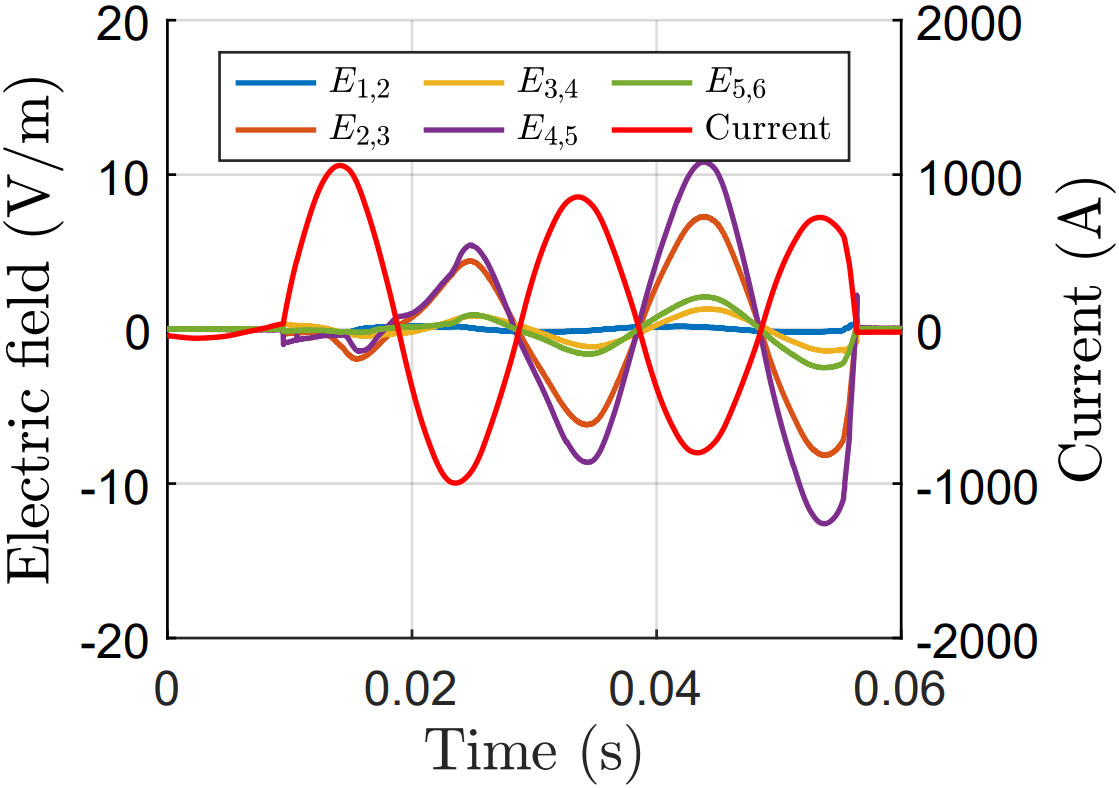 20
10
0
-10
-20
Electric field (V/m)
E1,2 E3,4 E5,6
E2,3 E4,5 Current
2000
1000
0
-1000
-2000
Current (A)
0 0.02 0.04 0.06
Time (s)